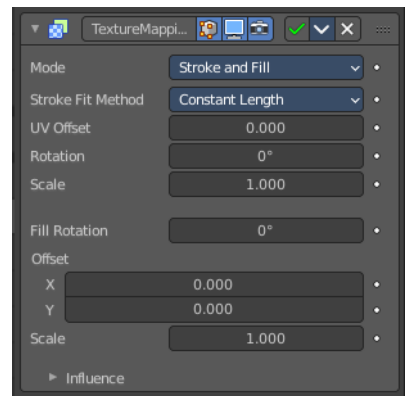 TextureMappi...
Mode Stroke and Fill
Stroke Fit Method Constant Length
UV Offset 0.000
Rotation 0°
Scale 1.000
Fill Rotation 0°
Offset
X 0.000
Y 0.000
Scale 1.000
Influence